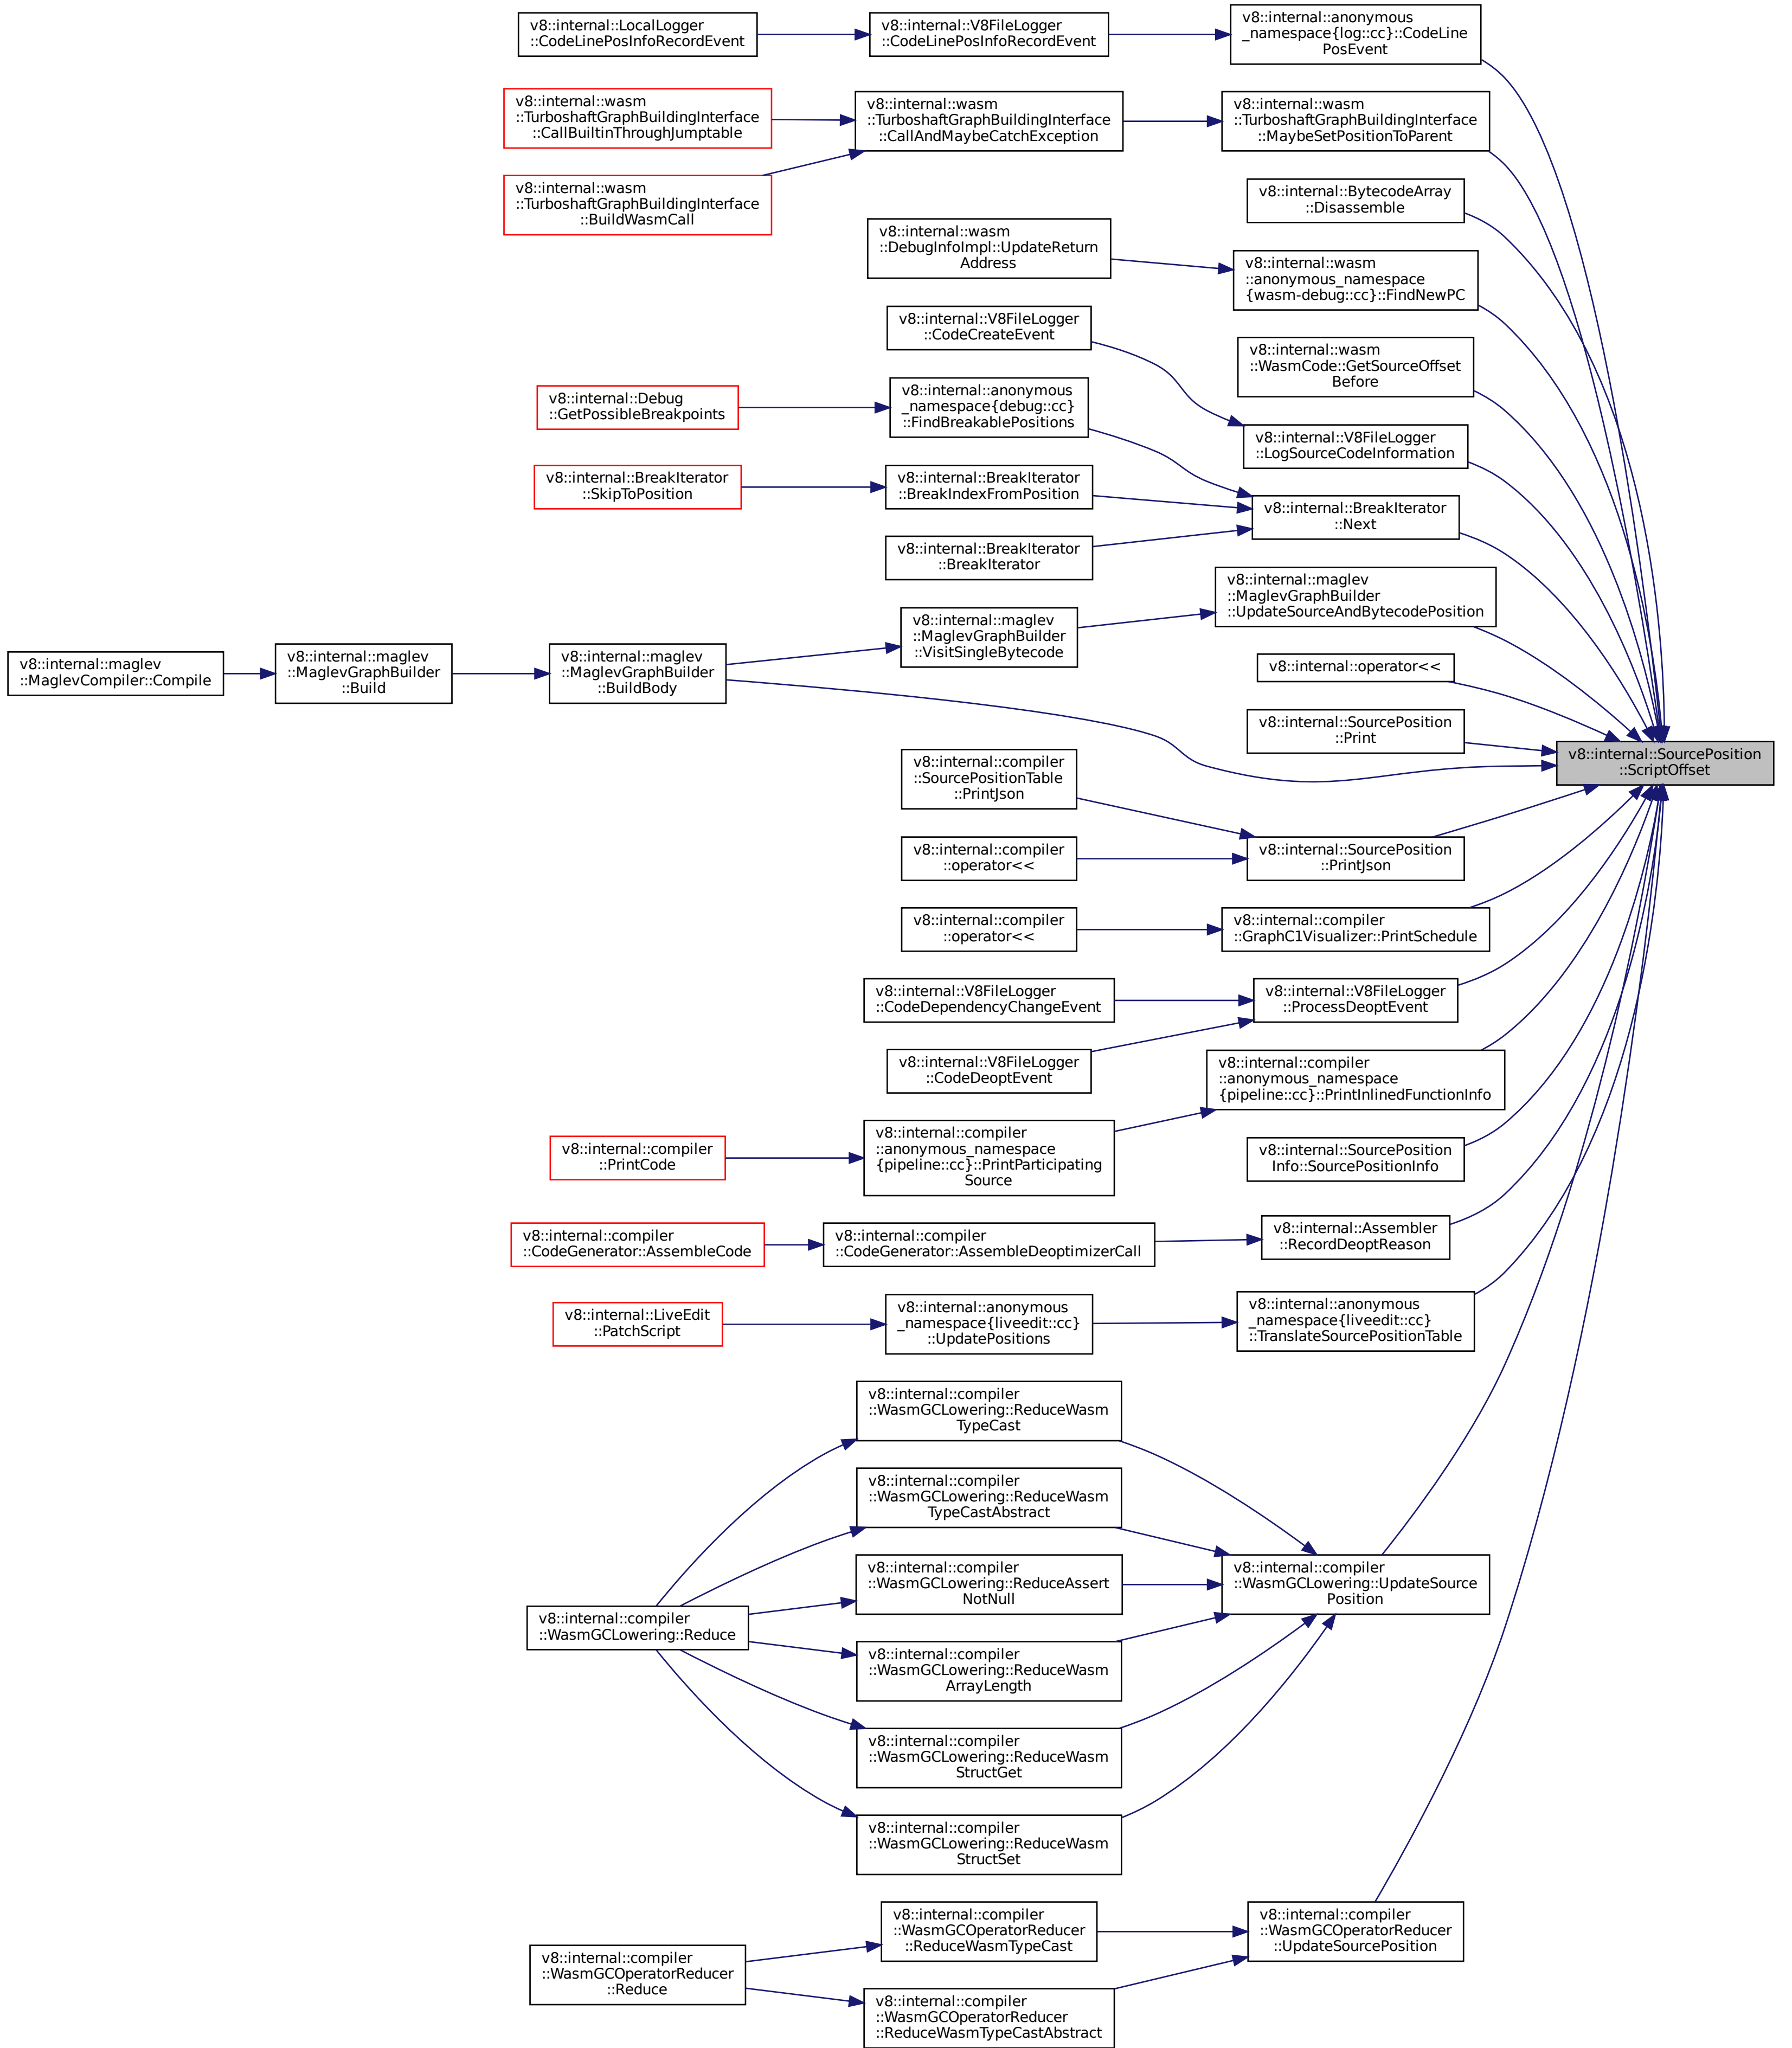 v8::internal::LocalLogger
::CodeLinePosInfoRecordEvent
v8::internal::V8FileLogger
::CodeLinePosInfoRecordEvent
v8::internal::anonymous
_namespace{log::cc}::CodeLine
PosEvent
v8::internal::wasm
::TurboshaftGraphBuildingInterface
::CallBuiltinThroughJumptable
v8::internal::wasm
::TurboshaftGraphBuildingInterface
::CallAndMaybeCatchException
v8::internal::wasm
::TurboshaftGraphBuildingInterface
::MaybeSetPositionToParent
v8::internal::wasm
::TurboshaftGraphBuildingInterface
::BuildWasmCall
v8::internal::BytecodeArray
::Disassemble
v8::internal::wasm
::DebugInfoImpl::UpdateReturn
Address
v8::internal::wasm
::anonymous_namespace
{wasm-debug::cc}::FindNewPC
v8::internal::V8FileLogger
::CodeCreateEvent
v8::internal::wasm
::WasmCode::GetSourceOffset
Before
v8::internal::Debug
::GetPossibleBreakpoints
v8::internal::anonymous
_namespace{debug::cc}
::FindBreakablePositions
v8::internal::V8FileLogger
::LogSourceCodeInformation
v8::internal::BreakIterator
::SkipToPosition
v8::internal::BreakIterator
::BreakIndexFromPosition
v8::internal::BreakIterator
::Next
v8::internal::BreakIterator
::BreakIterator
v8::internal::maglev
::MaglevGraphBuilder
::UpdateSourceAndBytecodePosition
v8::internal::maglev
::MaglevCompiler::Compile
v8::internal::maglev
::MaglevGraphBuilder
::Build
v8::internal::maglev
::MaglevGraphBuilder
::BuildBody
v8::internal::maglev
::MaglevGraphBuilder
::VisitSingleBytecode
v8::internal::operator<<
v8::internal::SourcePosition
::Print
v8::internal::SourcePosition
::ScriptOffset
v8::internal::compiler
::SourcePositionTable
::PrintJson
v8::internal::compiler
::operator<<
v8::internal::SourcePosition
::PrintJson
v8::internal::compiler
::operator<<
v8::internal::compiler
::GraphC1Visualizer::PrintSchedule
v8::internal::V8FileLogger
::CodeDependencyChangeEvent
v8::internal::V8FileLogger
::ProcessDeoptEvent
v8::internal::V8FileLogger
::CodeDeoptEvent
v8::internal::compiler
::anonymous_namespace
{pipeline::cc}::PrintInlinedFunctionInfo
v8::internal::compiler
::PrintCode
v8::internal::compiler
::anonymous_namespace
{pipeline::cc}::PrintParticipating
Source
v8::internal::SourcePosition
Info::SourcePositionInfo
v8::internal::compiler
::CodeGenerator::AssembleCode
v8::internal::compiler
::CodeGenerator::AssembleDeoptimizerCall
v8::internal::Assembler
::RecordDeoptReason
v8::internal::LiveEdit
::PatchScript
v8::internal::anonymous
_namespace{liveedit::cc}
::UpdatePositions
v8::internal::anonymous
_namespace{liveedit::cc}
::TranslateSourcePositionTable
v8::internal::compiler
::WasmGCLowering::ReduceWasm
TypeCast
v8::internal::compiler
::WasmGCLowering::ReduceWasm
TypeCastAbstract
v8::internal::compiler
::WasmGCLowering::ReduceAssert
NotNull
v8::internal::compiler
::WasmGCLowering::UpdateSource
Position
v8::internal::compiler
::WasmGCLowering::Reduce
v8::internal::compiler
::WasmGCLowering::ReduceWasm
ArrayLength
v8::internal::compiler
::WasmGCLowering::ReduceWasm
StructGet
v8::internal::compiler
::WasmGCLowering::ReduceWasm
StructSet
v8::internal::compiler
::WasmGCOperatorReducer
::ReduceWasmTypeCast
v8::internal::compiler
::WasmGCOperatorReducer
::UpdateSourcePosition
v8::internal::compiler
::WasmGCOperatorReducer
::Reduce
v8::internal::compiler
::WasmGCOperatorReducer
::ReduceWasmTypeCastAbstract